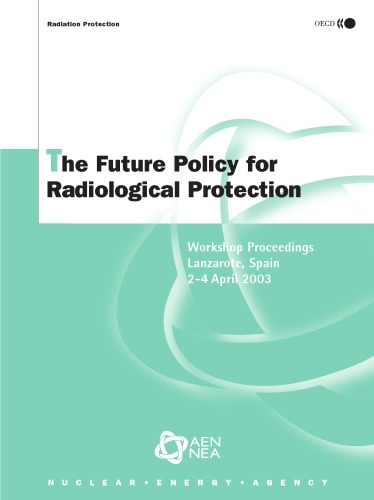 Radiation Protection
OECD
The Future Policy for
Radiological Protection
Workshop Proceedings
Lanzarote, Spain
2–4 April 2003
AEN
NEA
NUCLEAR • ENERGY • AGENCY